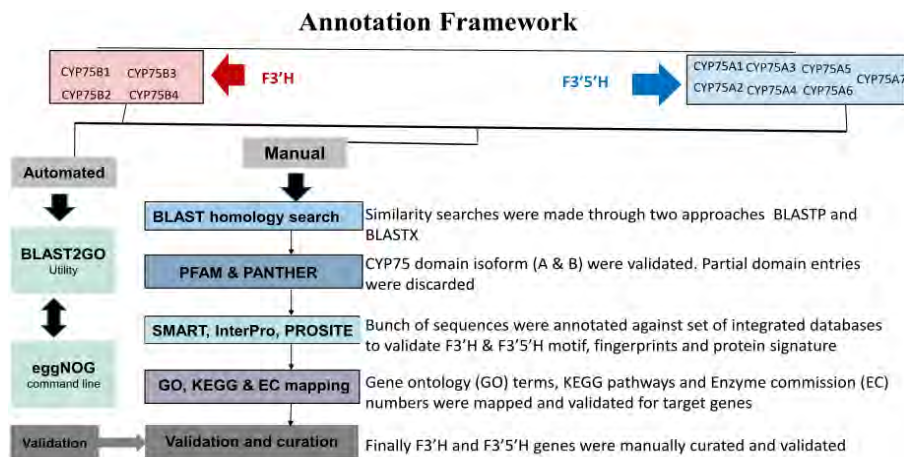 Annotation Framework
CYP75B1 CYP75B3
CYP75B2 CYP75B4
F3'H
F3'5'H
CYP75A1 CYP75A3 CYP75A5
CYP75A7
CYP75A2 CYP75A4 CYP75A6
Automated
Manual
BLAST2GO
Utility
eggNOG
command line
Validation
BLAST homology search
Similarity searches were made through two approaches BLASTP and
BLASTX
PFAM & PANTHER
CYP75 domain isoform (A & B) were validated. Partial domain entries
were discarded
SMART, InterPro, PROSITE
Bunch of sequences were annotated against set of integrated databases
to validate F3'H & F3'5'H motif, fingerprints and protein signature
GO, KEGG & EC mapping
Gene ontology (GO) terms, KEGG pathways and Enzyme commission (EC)
numbers were mapped and validated for target genes
Validation and curation
Finally F3'H and F3'5'H genes were manually curated and validated